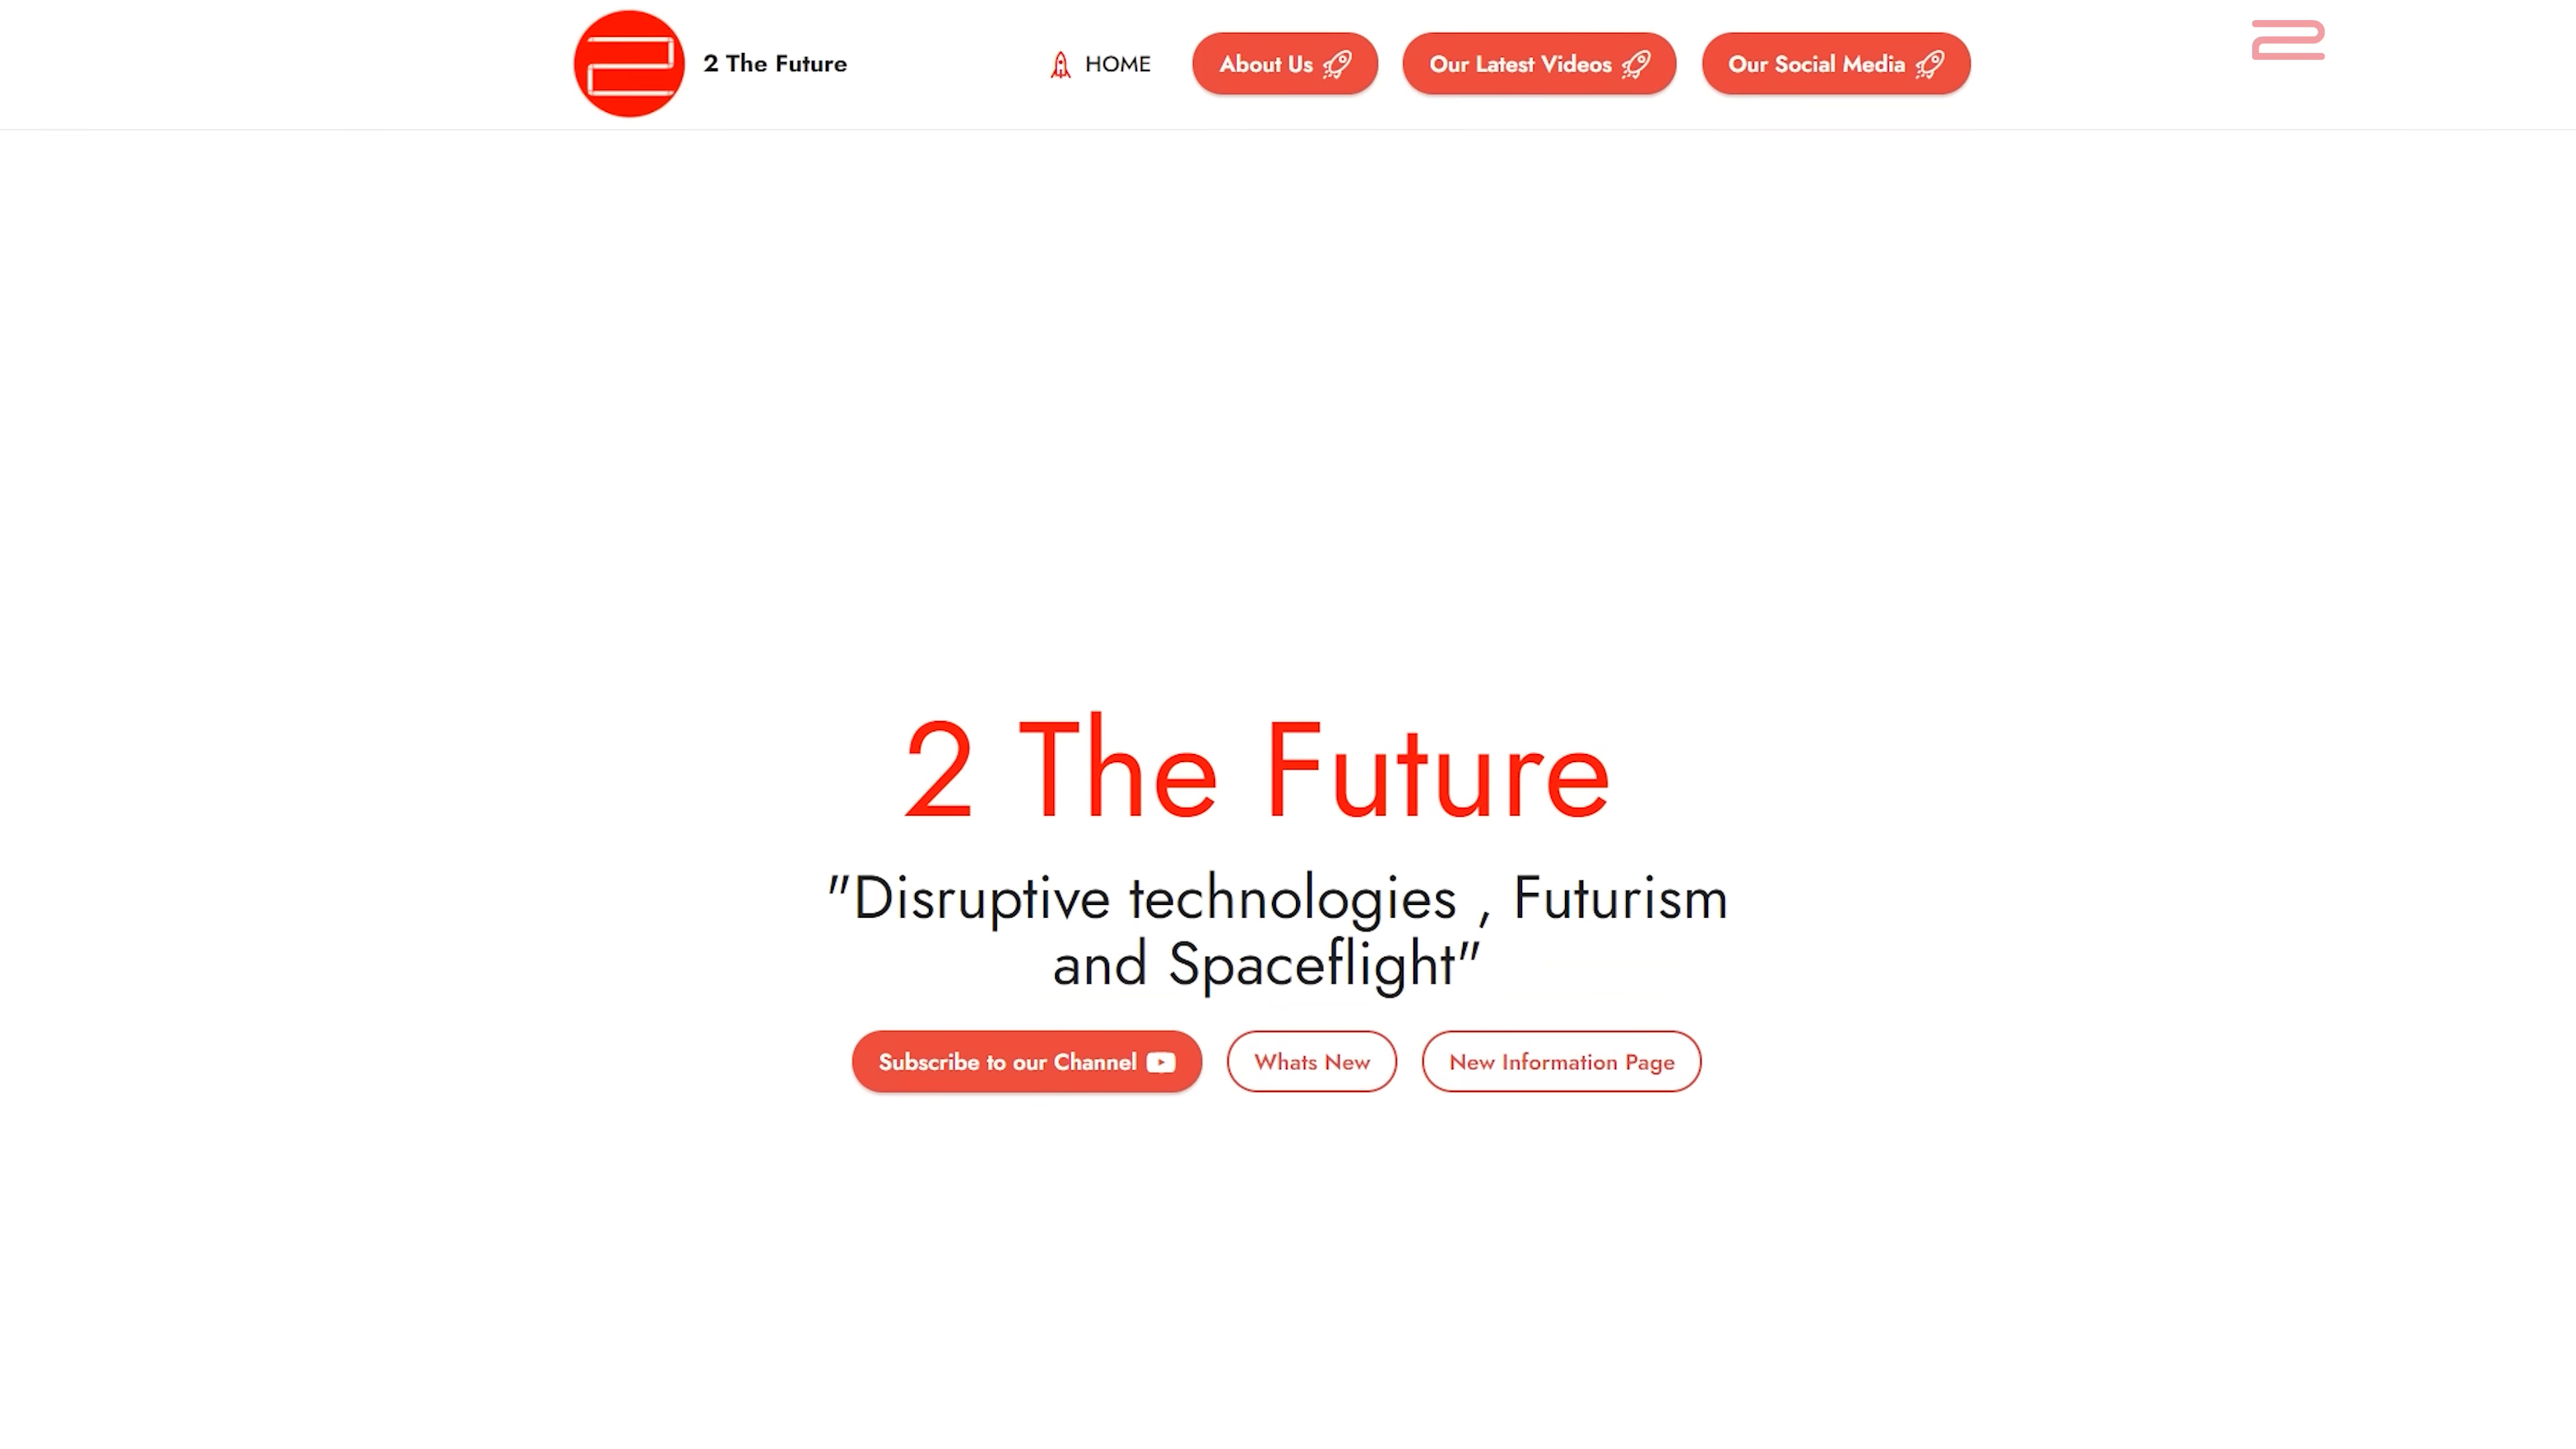 2 The Future
HOME
About Us
Our Latest Videos
Our Social Media
2 The Future
"Disruptive technologies , Futurism
and Spaceflight"
Subscribe to our Channel
Whats New
New Information Page